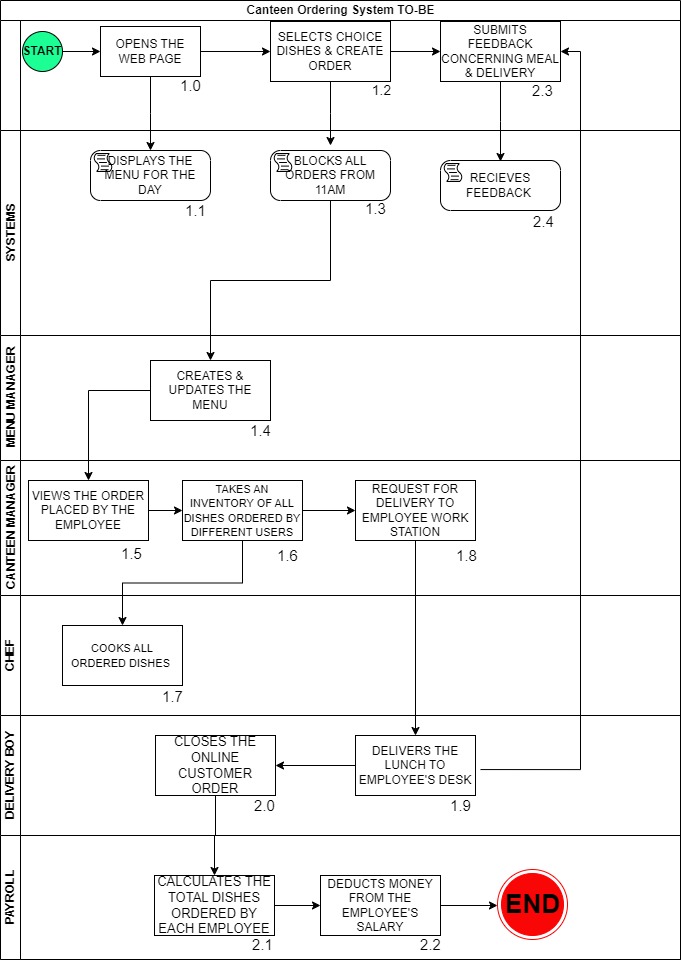 Canteen Ordering System TO-BE
START
OPENS THE
WEB PAGE
1.0
SELECTS CHOICE
DISHES & CREATE
ORDER
1.2
SUBMITS
FEEDBACK
CONCERNING MEAL
& DELIVERY
2.3
SYSTEMS
DISPLAYS THE
MENU FOR THE
DAY
1.1
BLOCKS ALL
ORDERS FROM
11AM
1.3
RECIEVES
FEEDBACK
2.4
MENU MANAGER
CREATES &
UPDATES THE
MENU
1.4
CANTEEN MANAGER
VIEWS THE ORDER
PLACED BY THE
EMPLOYEE
1.5
TAKES AN
INVENTORY OF ALL
DISHES ORDERED BY
DIFFERENT USERS
1.6
REQUEST FOR
DELIVERY TO
EMPLOYEE WORK
STATION
1.8
CHEF
COOKS ALL
ORDERED DISHES
1.7
DELIVERY BOY
CLOSES THE
ONLINE
CUSTOMER
ORDER
2.0
DELIVERS THE
LUNCH TO
EMPLOYEE'S DESK
1.9
PAYROLL
CALCULATES THE
TOTAL DISHES
ORDERED BY
EACH EMPLOYEE
2.1
DEDUCTS MONEY
FROM THE
EMPLOYEE'S
SALARY
2.2
END